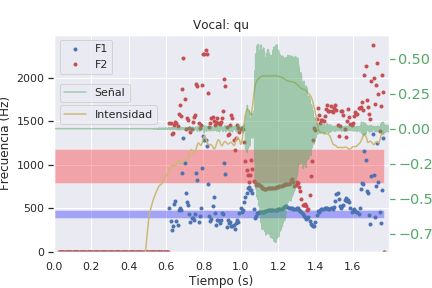 Vocal: qu
F1
F2
Señal
Intensidad
Frecuencia (Hz)
2000
1500
1000
500
0
0.50
0.25
0.00
−0.2
−0.5
−0.7
0.0 0.2 0.4 0.6 0.8 1.0 1.2 1.4 1.6
Tiempo (s)